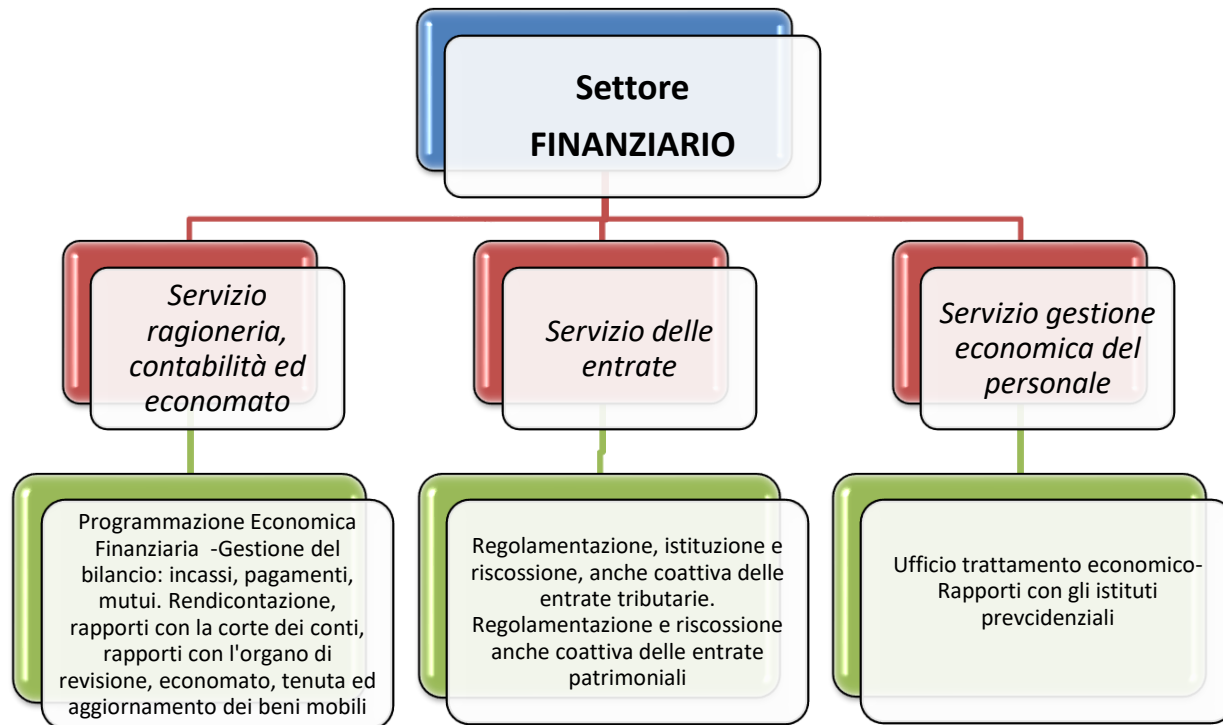 Settore
FINANZIARIO
Servizio
ragioneria,
contabilità ed
economato
Servizio delle
entrate
Servizio gestione
economica del
personale
Programmazione Economica
Finanziaria -Gestione del
bilancio: incassi, pagamenti,
mutui. Rendicontazione,
rapporti con la corte dei conti,
rapporti con l'organo di
revisione, economato, tenuta ed
aggiornamento dei beni mobili
Regolamentazione, istituzione e
riscossione, anche coattiva delle
entrate tributarie.
Regolamentazione e riscossione
anche coattiva delle entrate
patrimoniali
Ufficio trattamento economico-
Rapporti con gli istituti
prevcidenziali